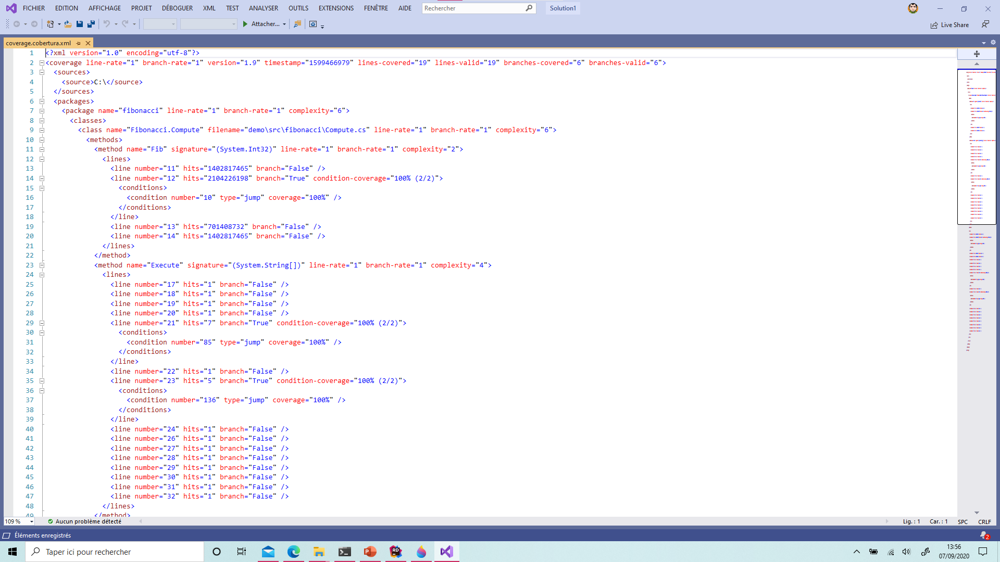 FICHIER EDITION AFFICHAGE PROJET DÉBOGUER XML TEST ANALYSER OUTILS EXTENSIONS FENÊTRE AIDE Rechercher Solution1
Attacher... Live Share
coverage.cobertura.xml
1 <?xml version="1.0" encoding="utf-8"?>
2 <coverage line-rate="1" branch-rate="1" version="1.9" timestamp="1599466979" lines-covered="19" lines-valid="19" branches-covered="6" branches-valid="6">
3 <sources>
4 <source>C:\</source>
5 </sources>
6 <packages>
7 <package name="fibonacci" line-rate="1" branch-rate="1" complexity="6">
8 <classes>
9 <class name="Fibonacci.Compute" filename="demo\src\fibonacci\Compute.cs" line-rate="1" branch-rate="1" complexity="6">
10 <methods>
11 <method name="Fib" signature="(System.Int32)" line-rate="1" branch-rate="1" complexity="2">
12 <lines>
13 <line number="11" hits="1402817465" branch="False" />
14 <line number="12" hits="2104226198" branch="True" condition-coverage="100% (2/2)">
15 <conditions>
16 <condition number="10" type="jump" coverage="100%" />
17 </conditions>
18 </line>
19 <line number="13" hits="701408732" branch="False" />
20 <line number="14" hits="1402817465" branch="False" />
21 </lines>
22 </method>
23 <method name="Execute" signature="(System.String[])" line-rate="1" branch-rate="1" complexity="4">
24 <lines>
25 <line number="17" hits="1" branch="False" />
26 <line number="18" hits="1" branch="False" />
27 <line number="19" hits="1" branch="False" />
28 <line number="20" hits="1" branch="False" />
29 <line number="21" hits="7" branch="True" condition-coverage="100% (2/2)">
30 <conditions>
31 <condition number="85" type="jump" coverage="100%" />
32 </conditions>
33 </line>
34 <line number="22" hits="1" branch="False" />
35 <line number="23" hits="5" branch="True" condition-coverage="100% (2/2)">
36 <conditions>
37 <condition number="136" type="jump" coverage="100%" />
38 </conditions>
39 </line>
40 <line number="24" hits="1" branch="False" />
41 <line number="26" hits="1" branch="False" />
42 <line number="27" hits="1" branch="False" />
43 <line number="28" hits="1" branch="False" />
44 <line number="29" hits="1" branch="False" />
45 <line number="30" hits="1" branch="False" />
46 <line number="31" hits="1" branch="False" />
47 <line number="32" hits="1" branch="False" />
48 </lines>
49 </method>
109 % Aucun problème détecté Lig. : 1 Car. : 1 SPC CRLF
Éléments enregistrés 2
Taper ici pour rechercher P RD 13:56
07/09/2020